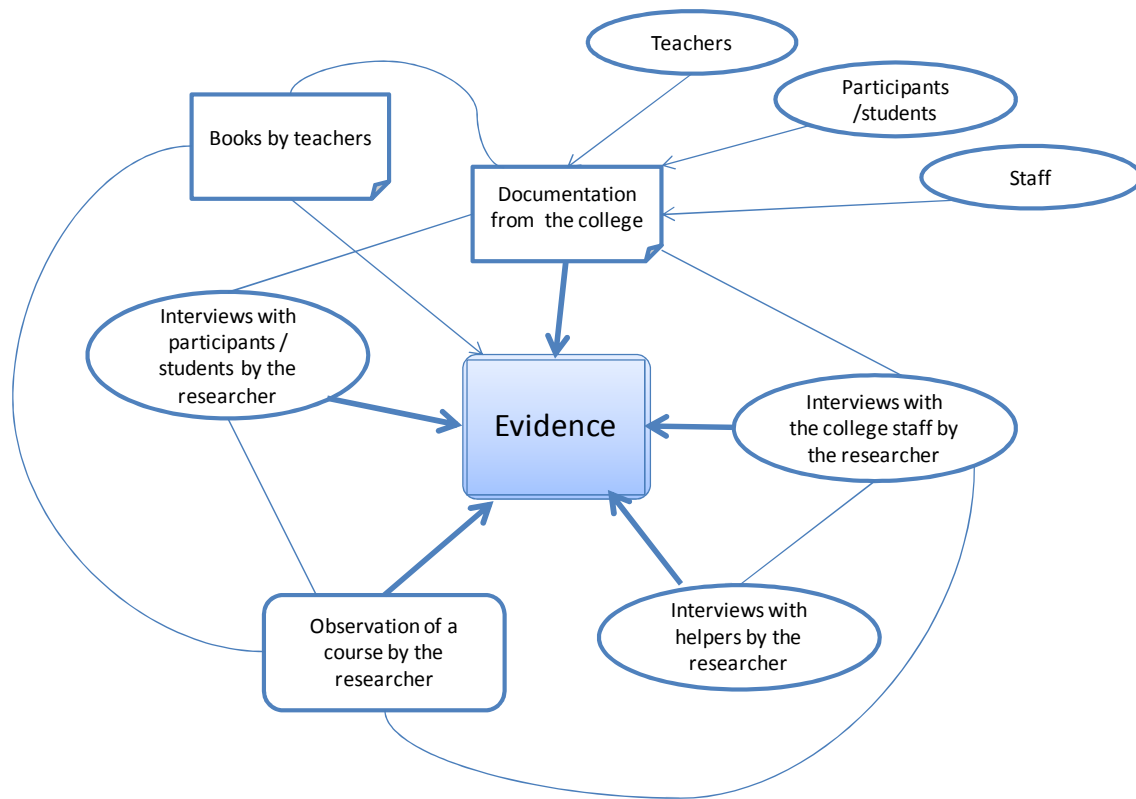 Teachers
Participants
/students
Staff
Books by teachers
Documentation
from the college
Interviews with
participants /
students by the
researcher
Evidence
Interviews with
the college staff by
the researcher
Observation of a
course by the
researcher
Interviews with
helpers by the
researcher